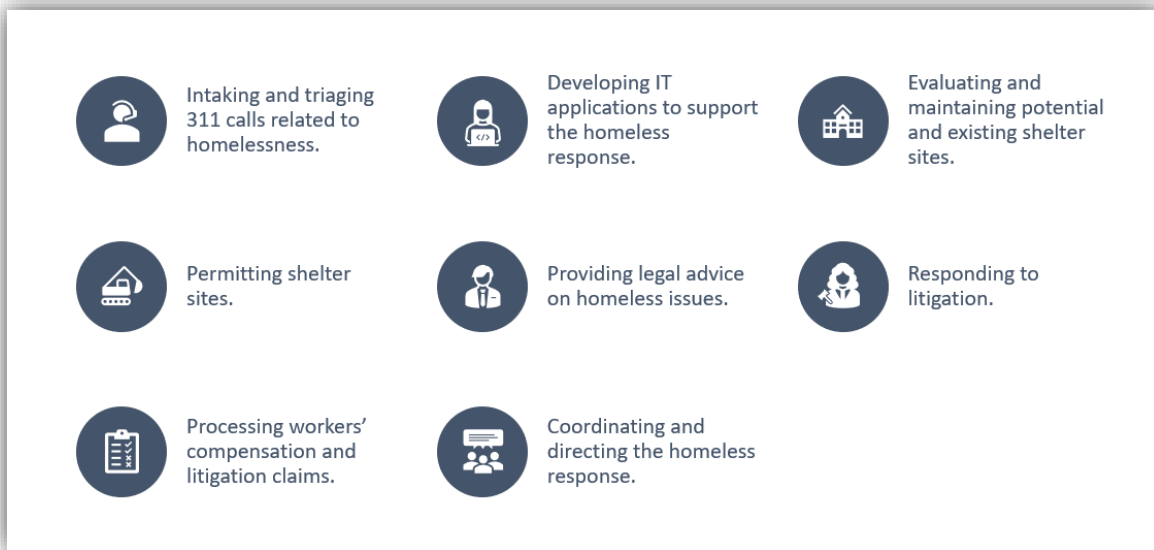 Intaking and triaging
311 calls related to
homelessness.
Developing IT
applications to support
the homeless
response.
Evaluating and
maintaining potential
and existing shelter
sites.
Permitting shelter
sites.
Providing legal advice
on homeless issues.
Responding to
litigation.
Processing workers’
compensation and
litigation claims.
Coordinating and
directing the homeless
response.